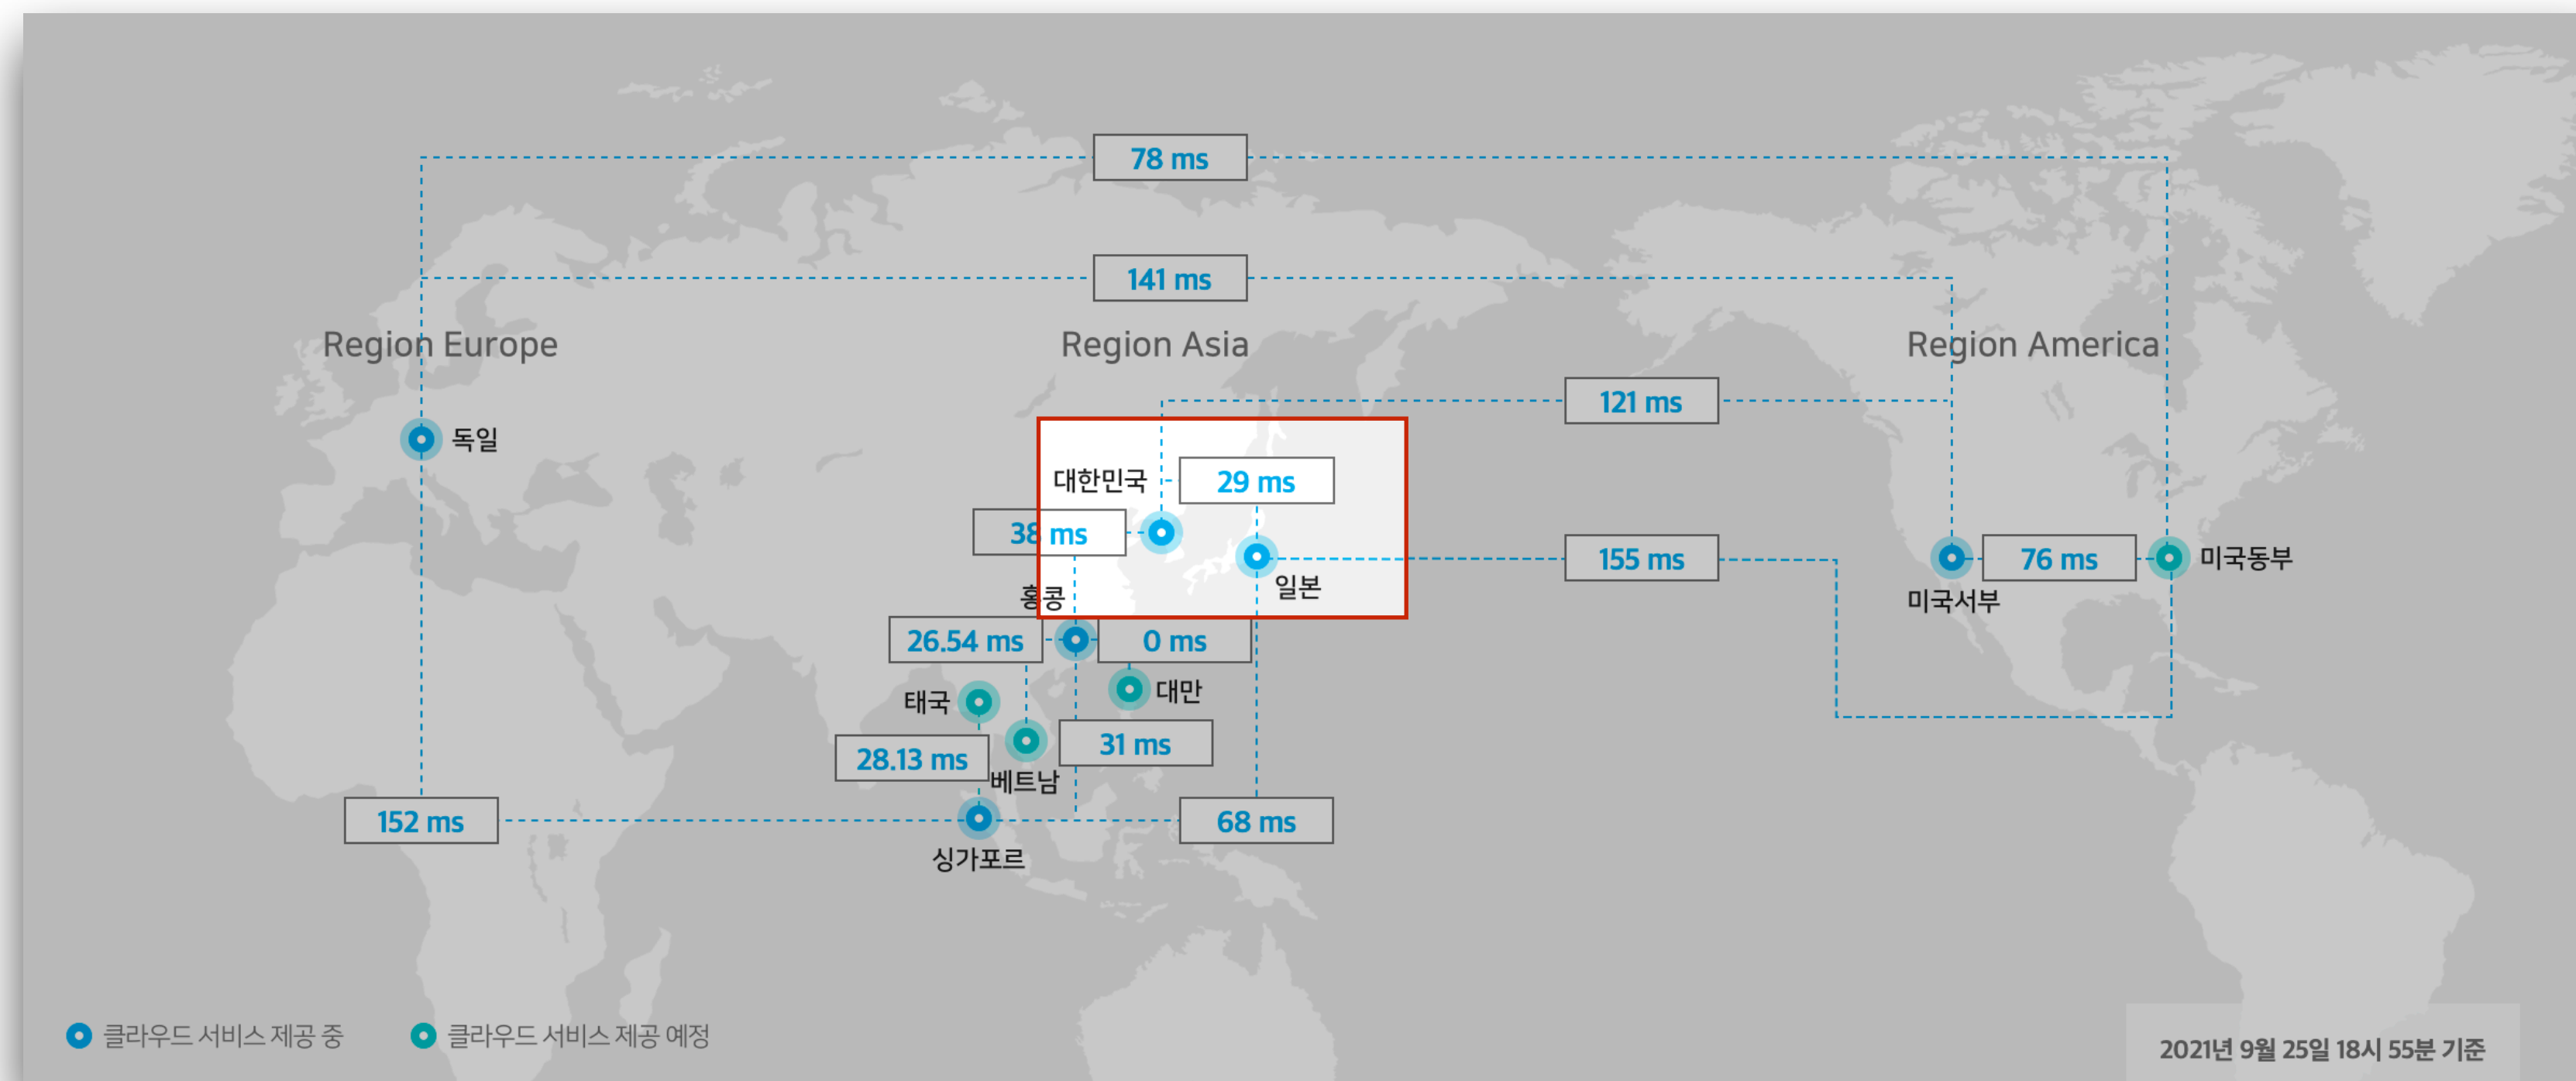 78 ms
141 ms
Region Europe
Region Asia
Region America
121 ms
독일
대한민국
29 ms
38 ms
155 ms
76 ms
미국동부
일본
홍콩
미국서부
26.54 ms
0 ms
태국
대만
31 ms
28.13 ms
베트남
152 ms
68 ms
싱가포르
클라우드 서비스 제공 중
클라우드 서비스 제공 예정
2021년 9월 25일 18시 55분 기준